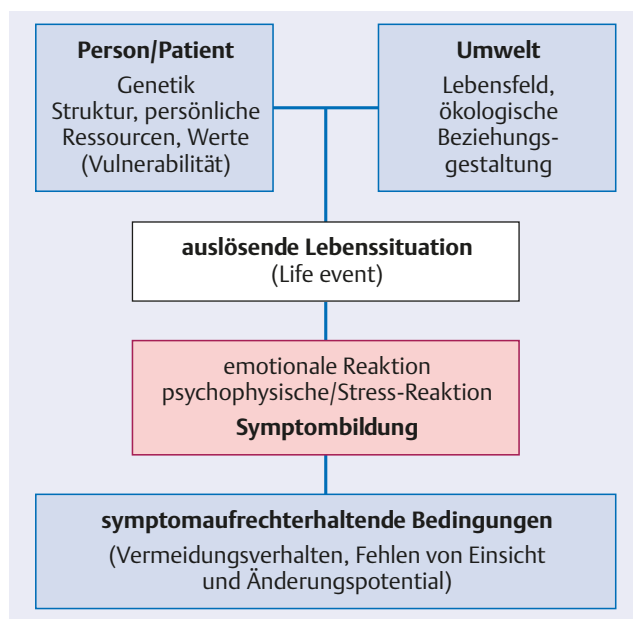 Person/Patient
Genetik
Struktur, persönliche
Ressourcen, Werte
(Vulnerabilität)
Umwelt
Lebensfeld,
ökologische
Beziehungs-
gestaltung
auslösende Lebenssituation
(Life event)
emotionale Reaktion
psychophysische/Stress-Reaktion
Symptombildung
symptomaufrechterhaltende Bedingungen
(Vermeidungsverhalten, Fehlen von Einsicht
und Änderungspotential)